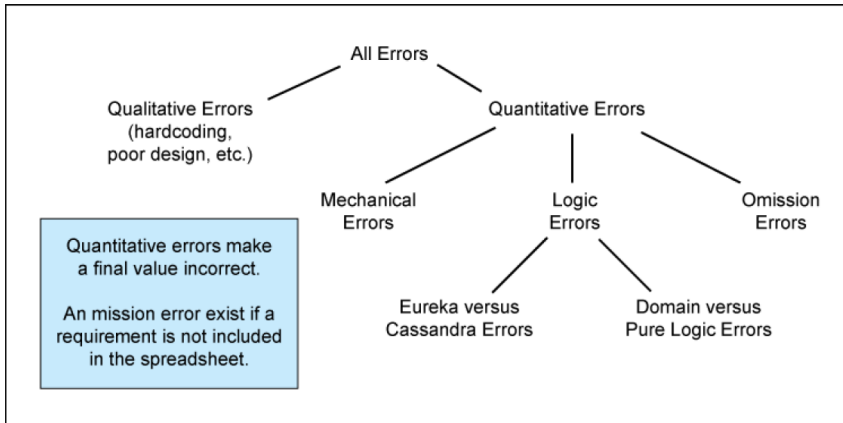 All Errors
Qualitative Errors
(hardcoding,
poor design, etc.)
Quantitative Errors
Mechanical
Errors
Logic
Errors
Omission
Errors
Quantitative errors make
a final value incorrect.
An mission error exist if a
requirement is not included
in the spreadsheet.
Eureka versus
Cassandra Errors
Domain versus
Pure Logic Errors